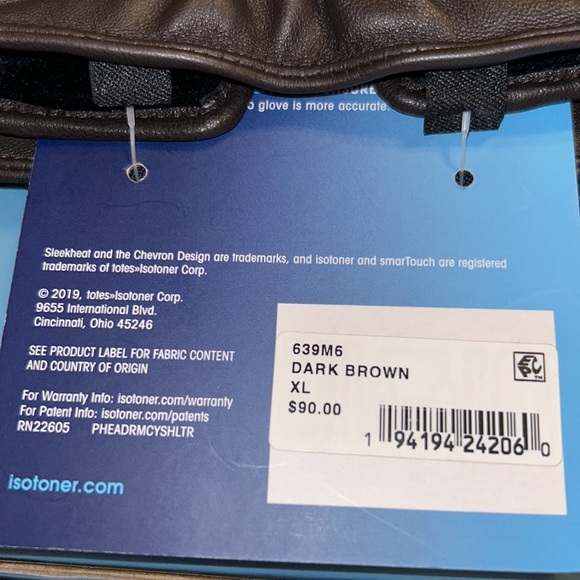 o glove is more accurate.
Sleekheat and the Chevron Design are trademarks, and isotoner and smarTouch are registered
trademarks of totes»Isotoner Corp.
© 2019, totes»Isotoner Corp.
9655 International Blvd.
Cincinnati, Ohio 45246
SEE PRODUCT LABEL FOR FABRIC CONTENT
AND COUNTRY OF ORIGIN
For Warranty Info: isotoner.com/warranty
For Patent Info: isotoner.com/patents
RN22605 PHEADRMCYSHLTR
isotoner.com
639M6
DARK BROWN
XL
$90.00
1 94194 24206 0